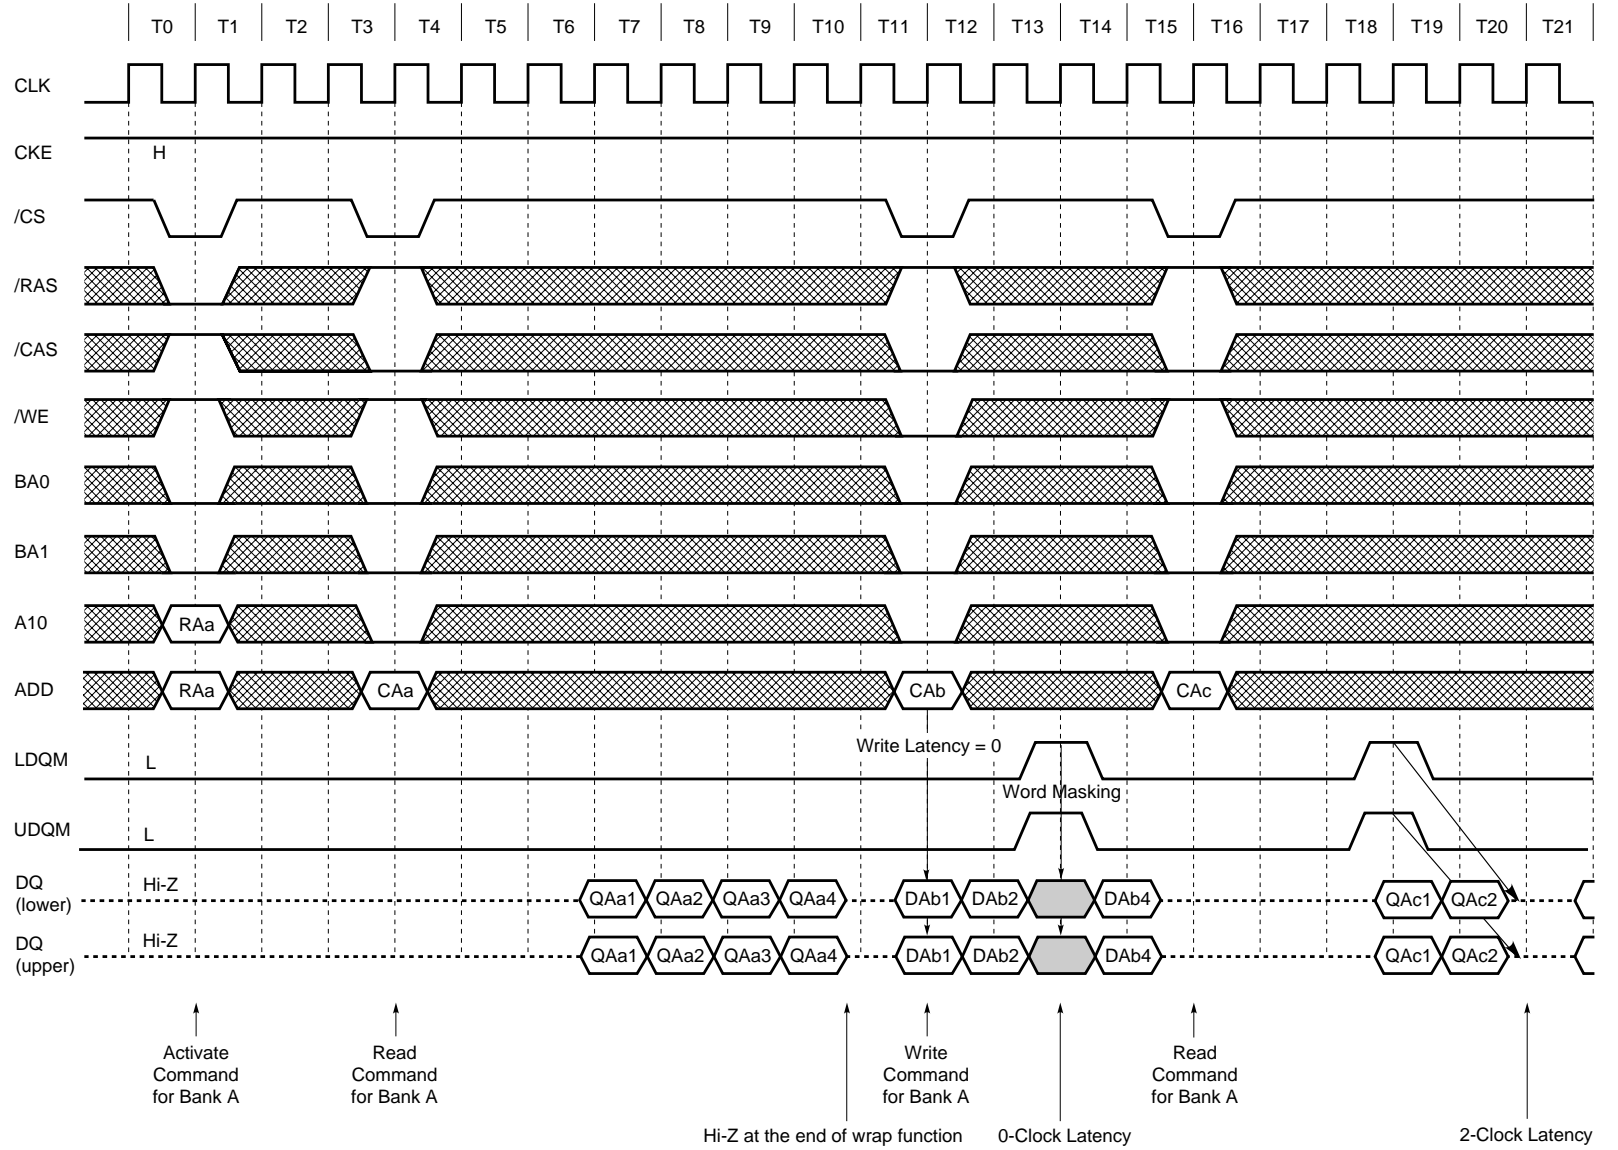 T0 T1 T2 T3 T4 T5 T6 T7 T8 T9 T10 T11 T12 T13 T14 T15 T16 T17 T18 T19 T20 T21
CLK
CKE H
/CS
/RAS
/CAS
/WE
BA0
BA1
A10 RAa
ADD RAa CAa CAb CAc
Write Latency = 0
LDQM L
Word Masking
UDQM L
DQ
(lower) Hi-Z QAa1 QAa2 QAa3 QAa4 DAb1 DAb2 DAb4 QAc1 QAc2
DQ
(upper) Hi-Z QAa1 QAa2 QAa3 QAa4 DAb1 DAb2 DAb4 QAc1 QAc2
Activate
Command
for Bank A
Read
Command
for Bank A
Write
Command
for Bank A
Read
Command
for Bank A
Hi-Z at the end of wrap function 0-Clock Latency 2-Clock Latency